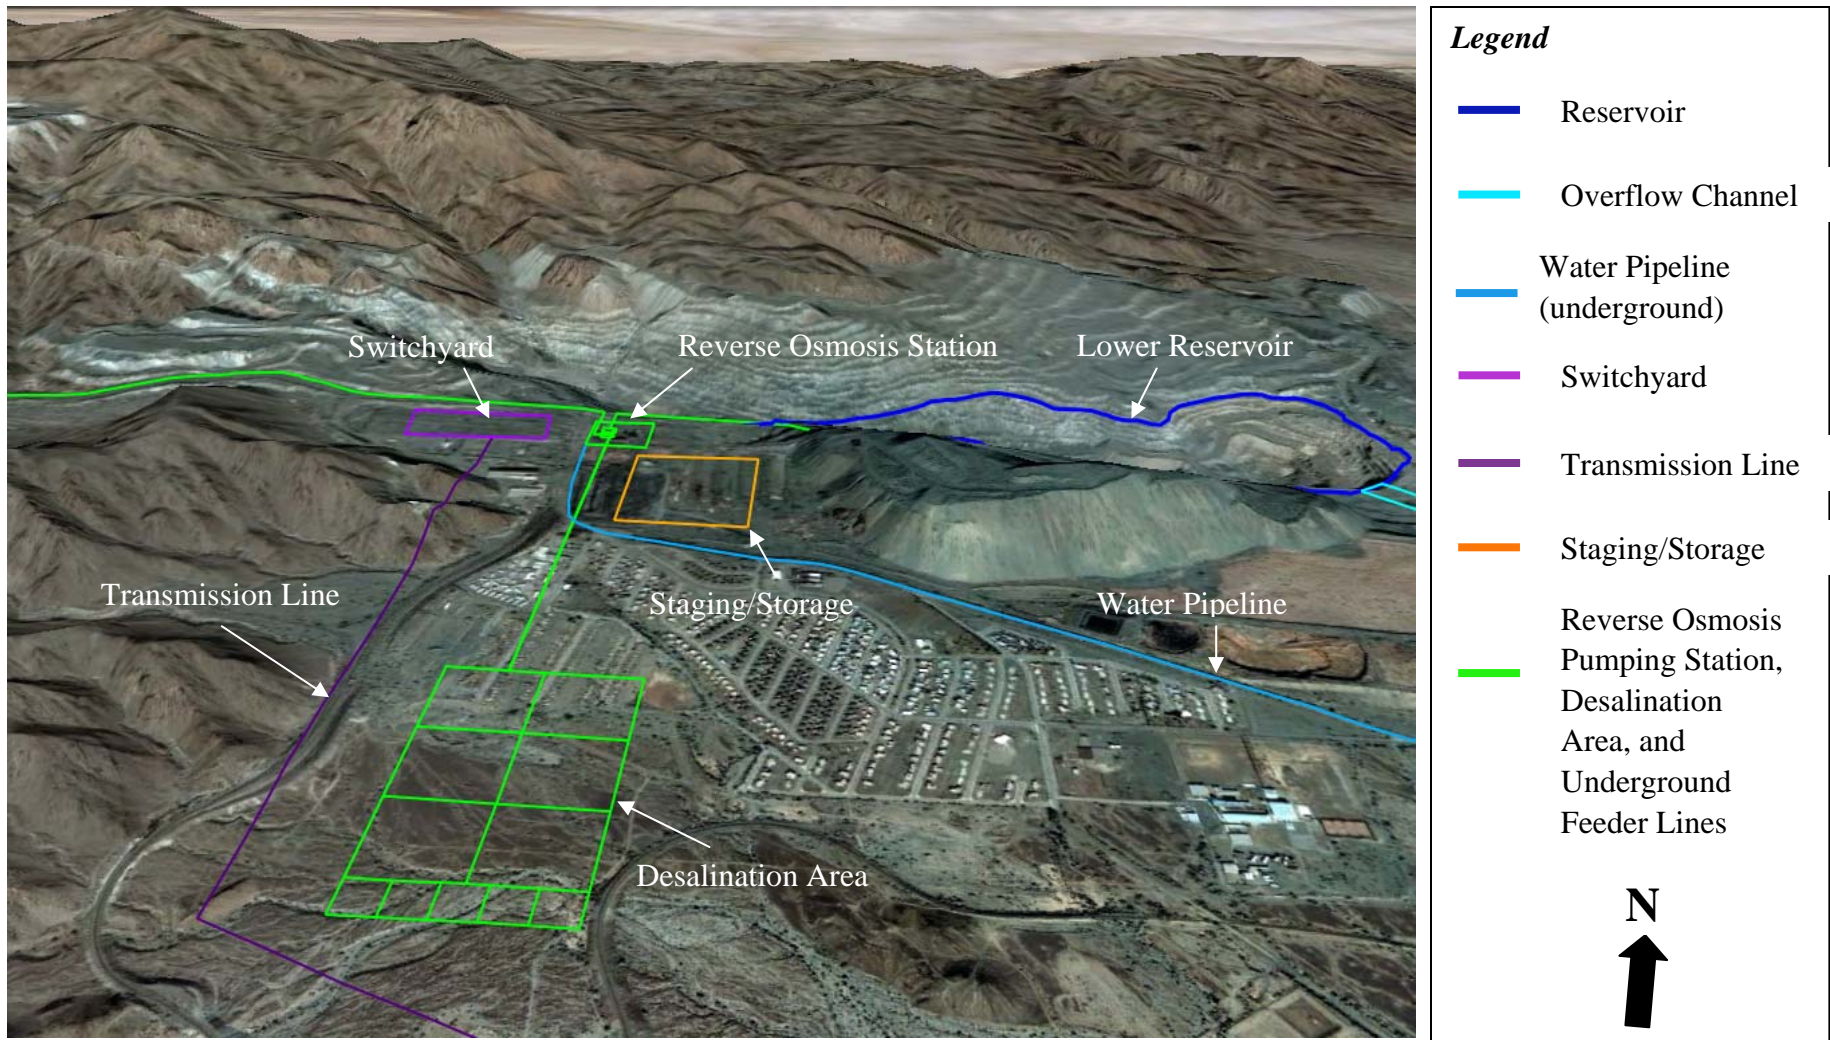 Switchyard
Reverse Osmosis Station
Lower Reservoir
Transmission Line
Staging/Storage
Water Pipeline
Desalination Area
Legend
Reservoir
Overflow Channel
Water Pipeline
(underground)
Switchyard
Transmission Line
Staging/Storage
Reverse Osmosis
Pumping Station,
Desalination
Area, and
Underground
Feeder Lines
N